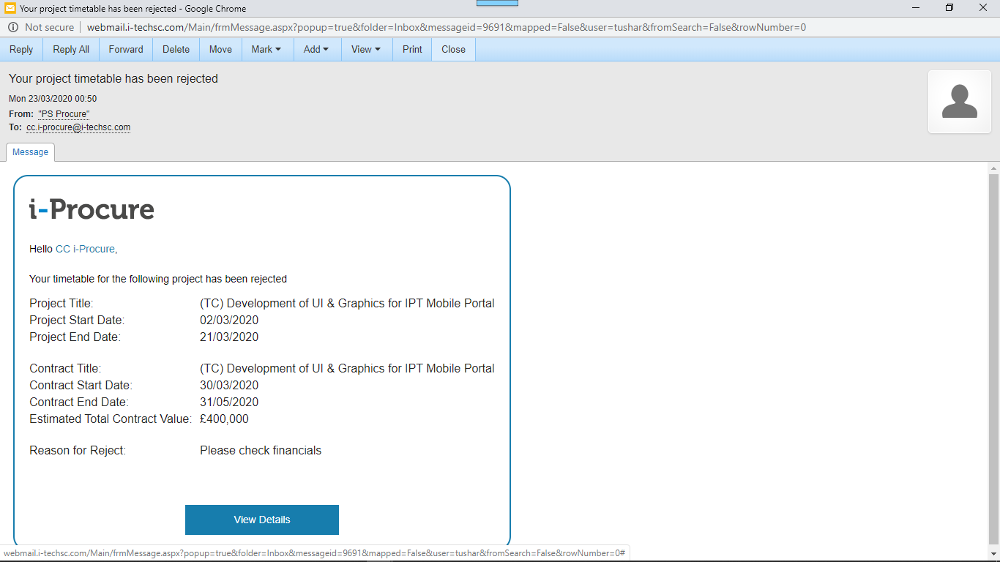 Your project timetable has been rejected - Google Chrome
Not secure | webmail.i-techsc.com/Main/frmMessage.aspx?popup=true&folder=Inbox&messageid=9691&mapped=False&user=tushar&fromSearch=False&rowNumber=0
Reply Reply All Forward Delete Move Mark Add View Print Close
Your project timetable has been rejected
Mon 23/03/2020 00:50
From: "PS Procure"
To: cc.i-procure@i-techsc.com
Message
i-Procure
Hello CC i-Procure,
Your timetable for the following project has been rejected
Project Title: (TC) Development of UI & Graphics for IPT Mobile Portal
Project Start Date: 02/03/2020
Project End Date: 21/03/2020
Contract Title: (TC) Development of UI & Graphics for IPT Mobile Portal
Contract Start Date: 30/03/2020
Contract End Date: 31/05/2020
Estimated Total Contract Value: £400,000
Reason for Reject: Please check financials
View Details
webmail.i-techsc.com/Main/frmMessage.aspx?popup=true&folder=Inbox&messageid=9691&mapped=False&user=tushar&fromSearch=False&rowNumber=0#